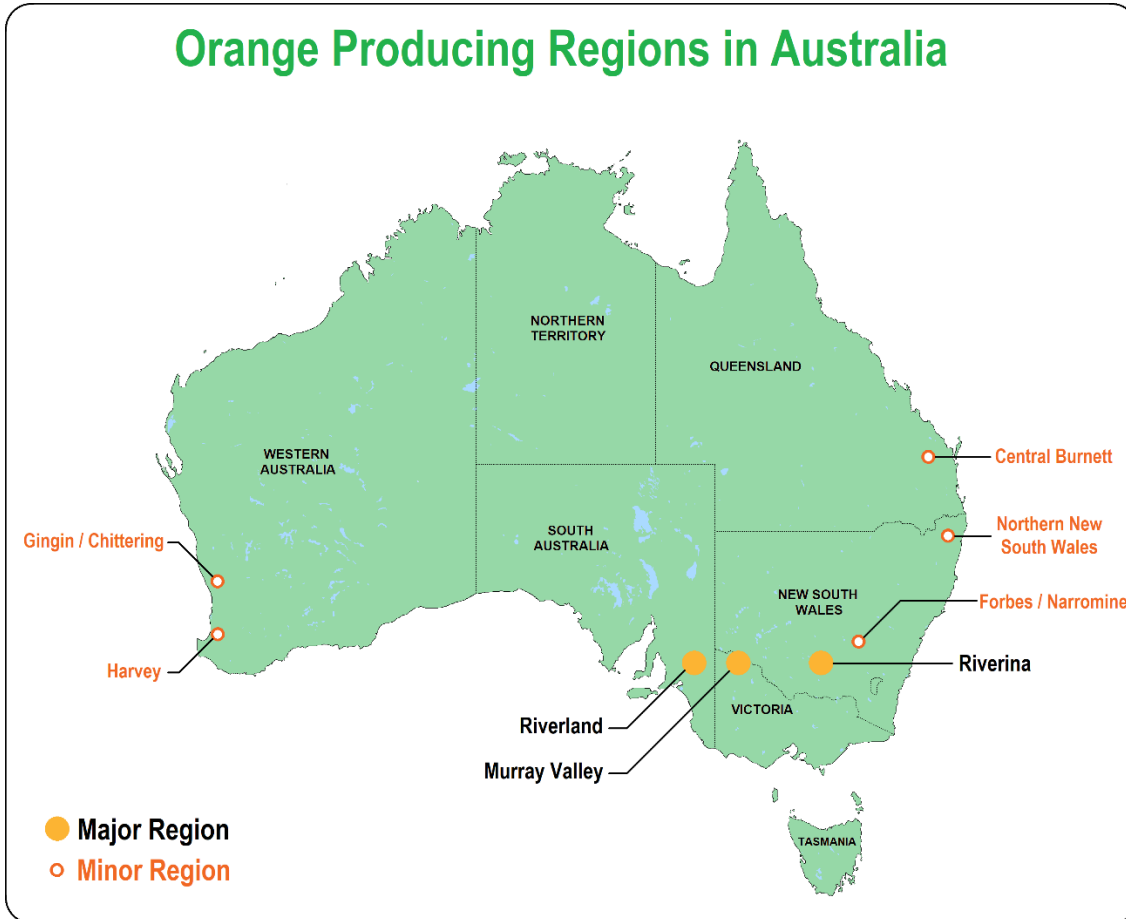 Orange Producing Regions in Australia
NORTHERN
TERRITORY
QUEENSLAND
WESTERN
AUSTRALIA
Central Burnett
SOUTH
AUSTRALIA
Northern New
South Wales
Gingin / Chittering
NEW SOUTH
WALES
Forbes / Narromine
Harvey
Riverina
Riverland
VICTORIA
Murray Valley
Major Region
Minor Region
TASMANIA